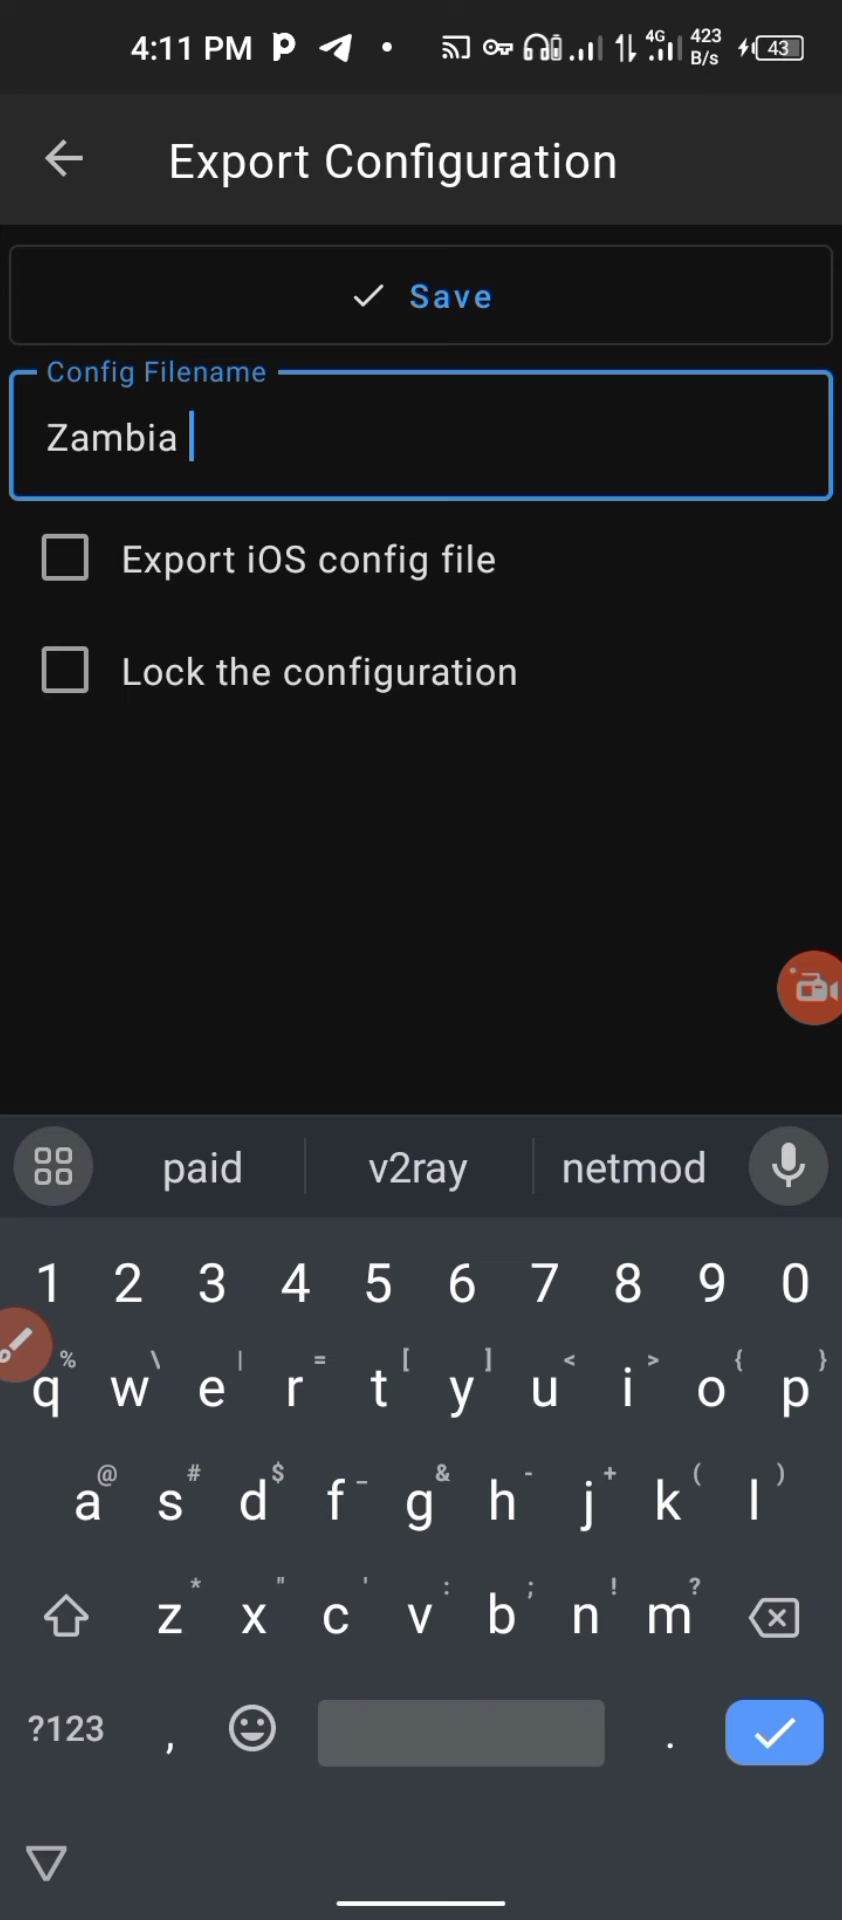 4:11 PM 4G 423 B/s 43
Export Configuration
Save
Config Filename
Zambia
Export iOS config file
Lock the configuration
paid v2ray netmod
1 2 3 4 5 6 7 8 9 0
% \ | = [ ] < > { }
q w e r t y u i o p
@ # $ _ & - + ( )
a s d f g h j k l
* " ' : ; ! ?
z x c v b n m
?123 , .